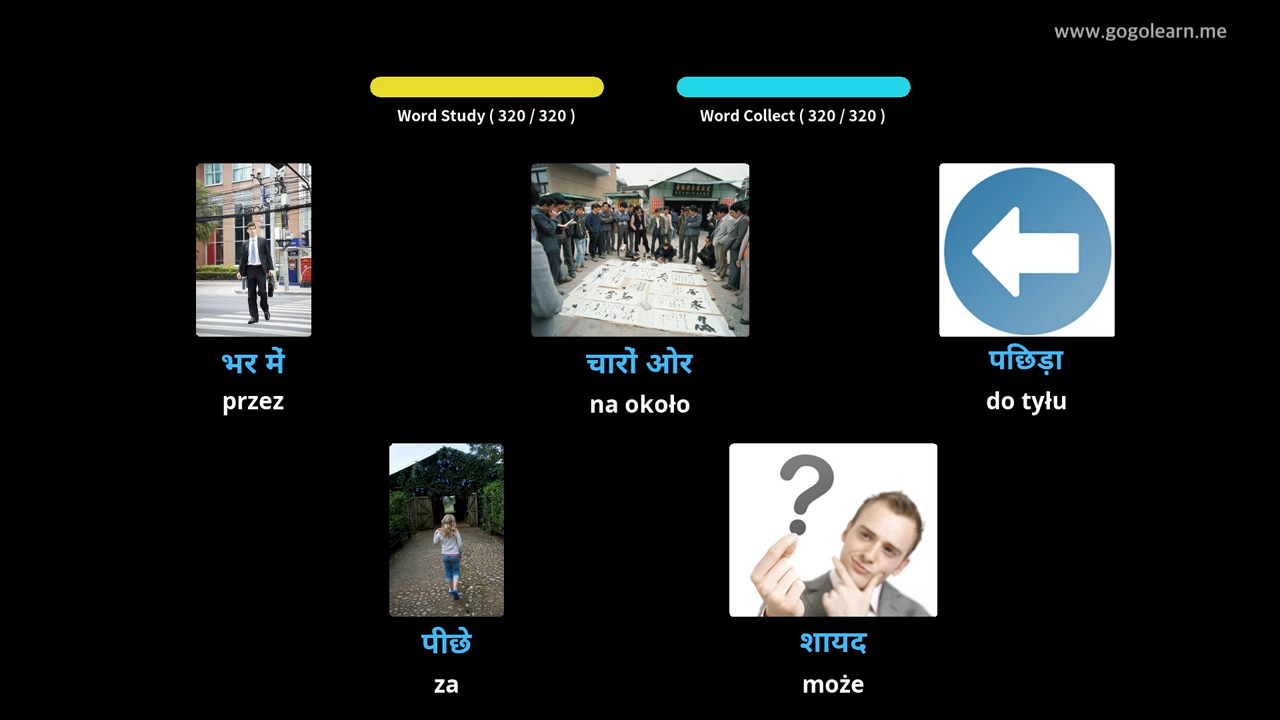 www.gogolearn.me
Word Study ( 320 / 320 )
Word Collect ( 320 / 320 )
भर में
przez
चारों ओर
na około
पछिड़ा
do tyłu
पीछे
za
शायद
może